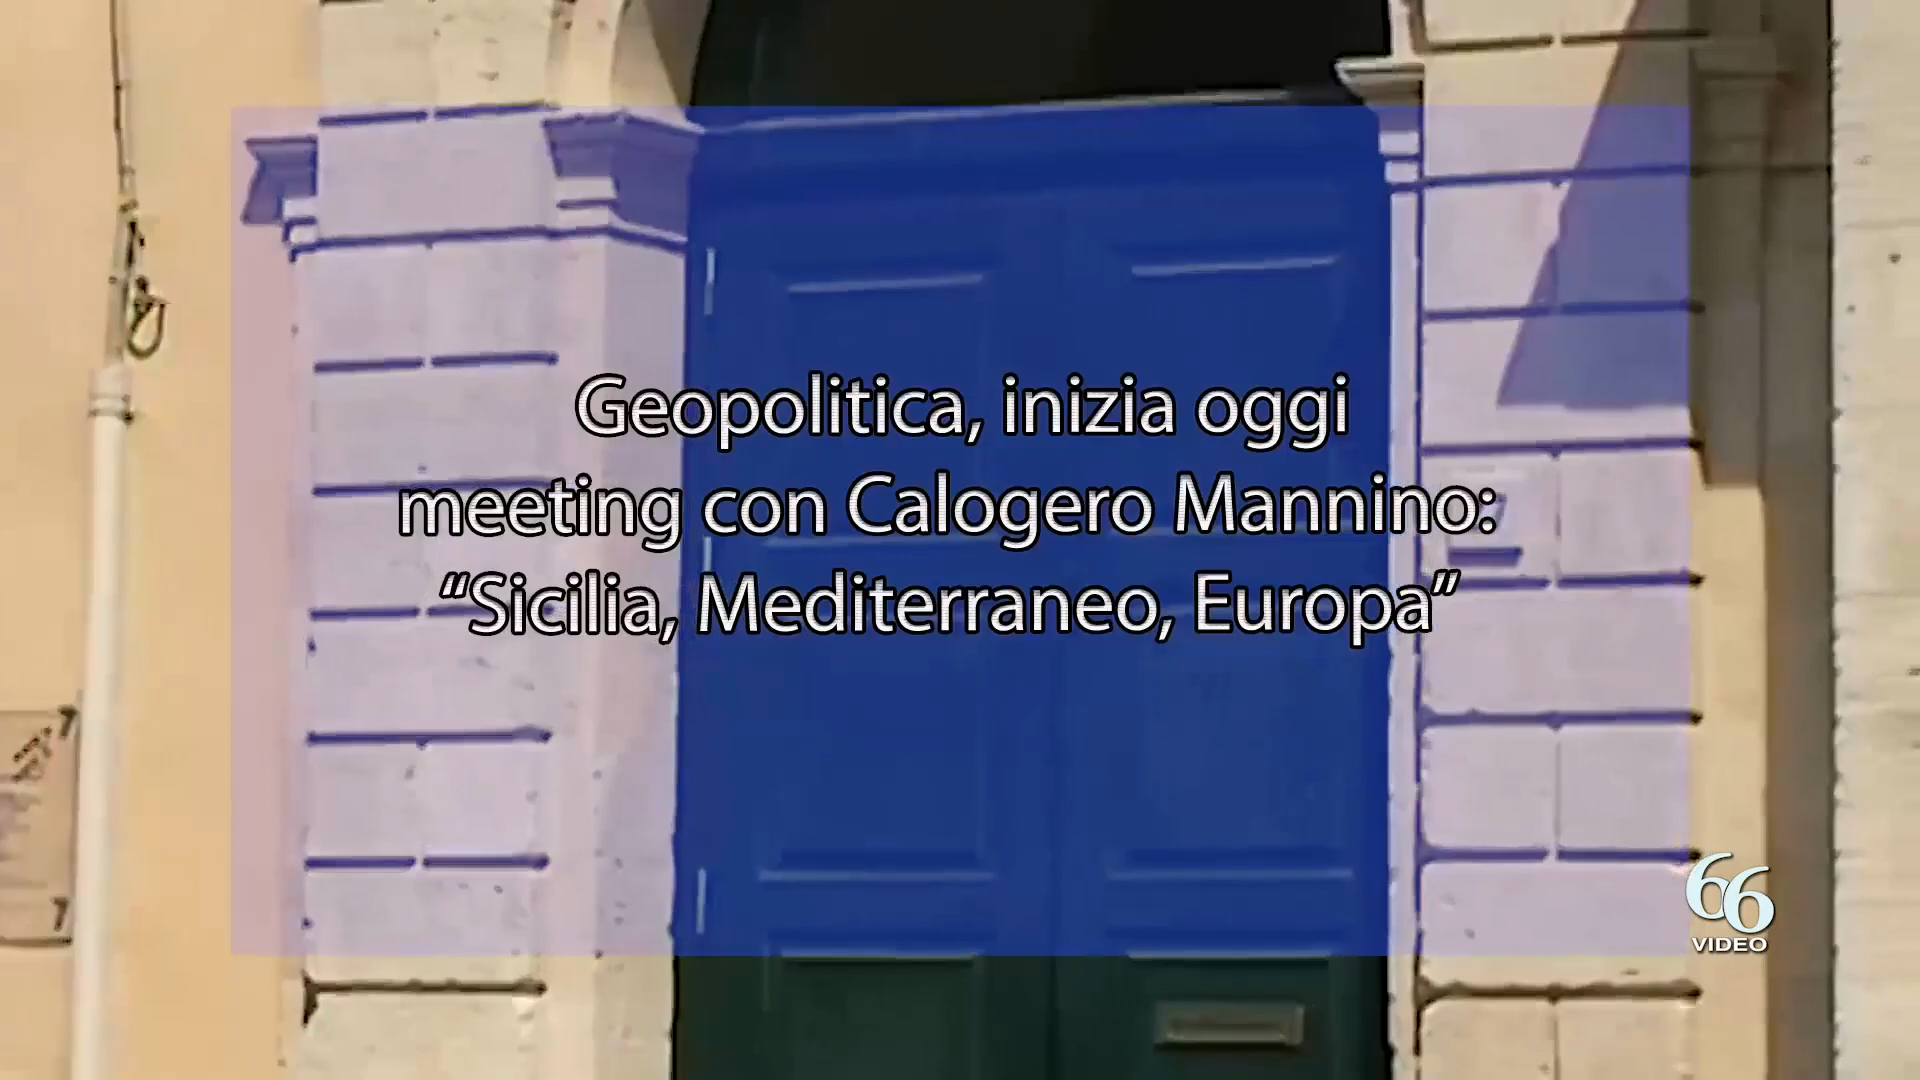 Geopolitica, inizia oggi
meeting con Calogero Mannino:
“Sicilia, Mediterraneo, Europa”
66
VIDEO